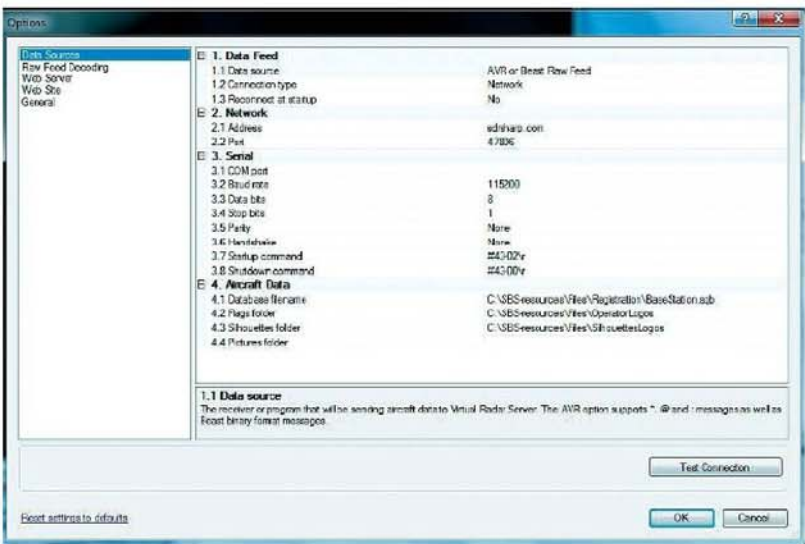 Options
Data Sources
Raw Feed Decoding
Web Server
Web Site
General
1. Data Feed
1.1 Data source AVR or Beast Raw Feed
1.2 Connection type Network
1.3 Reconnect at startup No
2. Network
2.1 Address sdrsharp.com
2.2 Port 47806
3. Serial
3.1 COM port
3.2 Baud rate 115200
3.3 Data bits 8
3.4 Stop bits 1
3.5 Parity None
3.6 Handshake None
3.7 Startup command #43-02\r
3.8 Shutdown command #43-00\r
4. Aircraft Data
4.1 Database filename C:\SBS-resources\Files\Registration\BaseStation.sqb
4.2 Flags folder C:\SBS-resources\Files\OperatorLogos
4.3 Silhouettes folder C:\SBS-resources\Files\SilhouettesLogos
4.4 Pictures folder
1.1 Data source
The receiver or program that will be sending aircraft data to Virtual Radar Server. The AVR option supports *, @ and : messages as well as
Beast binary format messages.
Test Connection
Reset settings to defaults
OK
Cancel